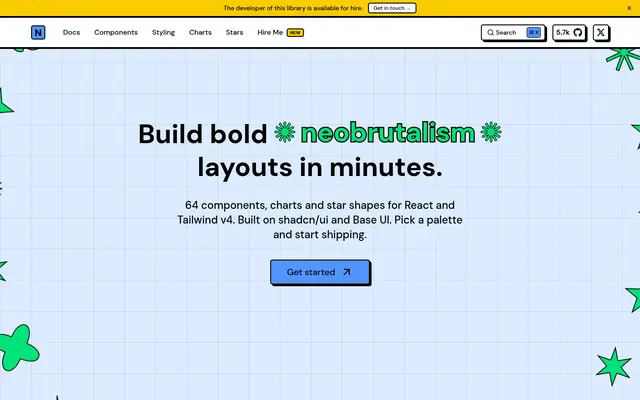 The developer of this library is available for hire. Get in touch → ×
N Docs Components Styling Charts Stars Hire Me NEW Search ⌘ K 5.7k X
Build bold neobrutalism
layouts in minutes.
64 components, charts and star shapes for React and
Tailwind v4. Built on shadcn/ui and Base UI. Pick a palette
and start shipping.
Get started